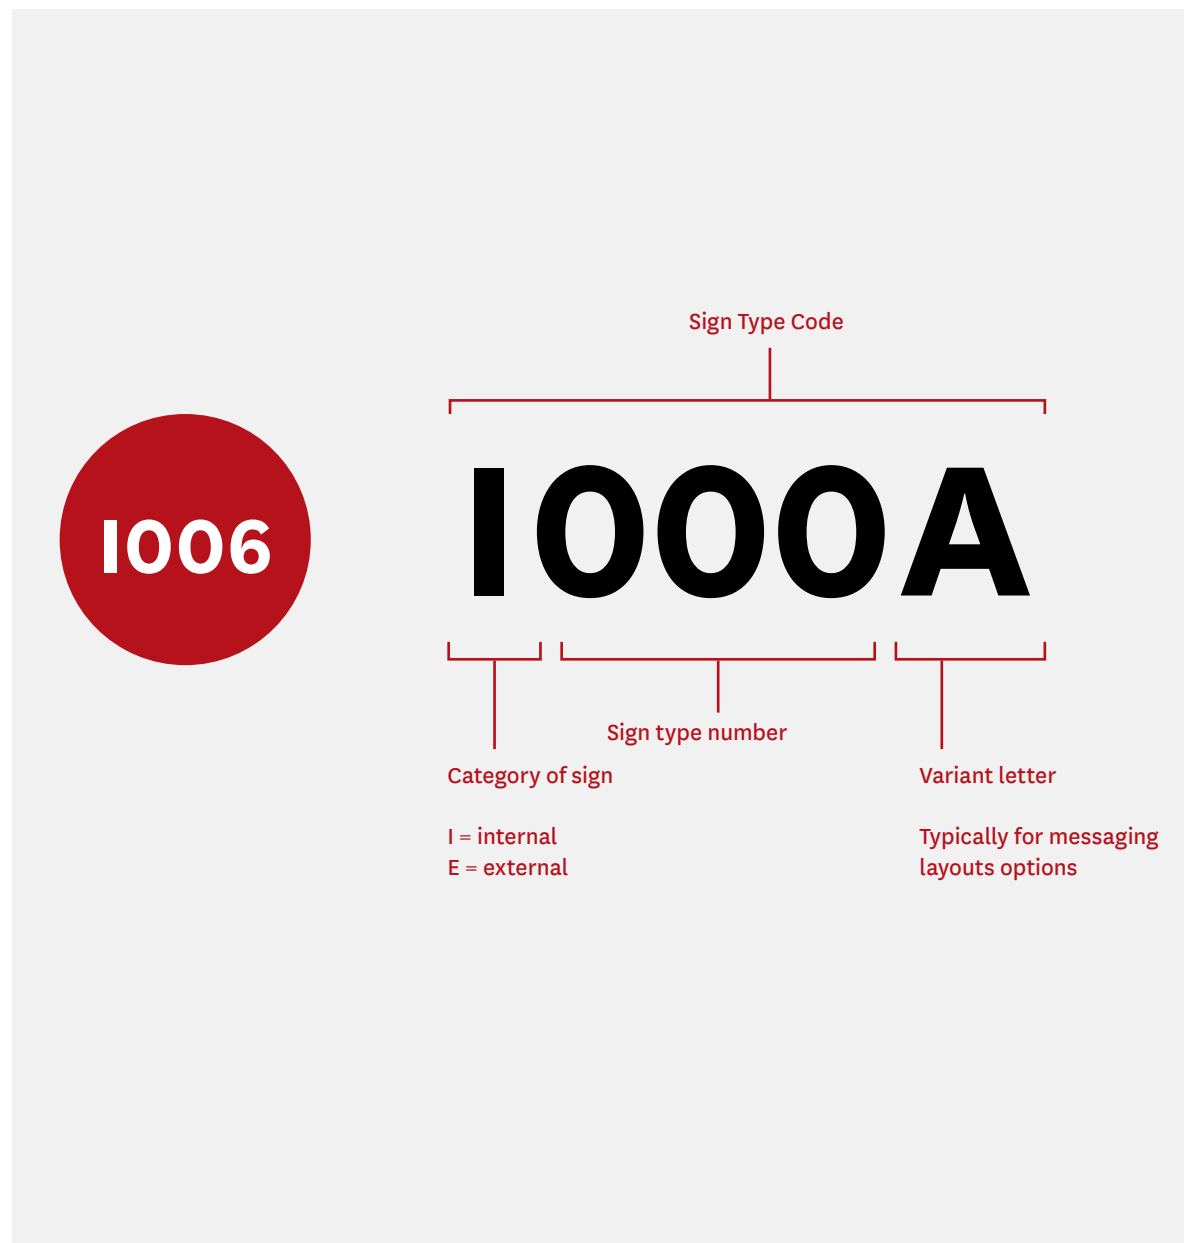 Sign Type Code
I006
I000A
Sign type number
Category of sign
Variant letter
I = internal
E = external
Typically for messaging
layouts options